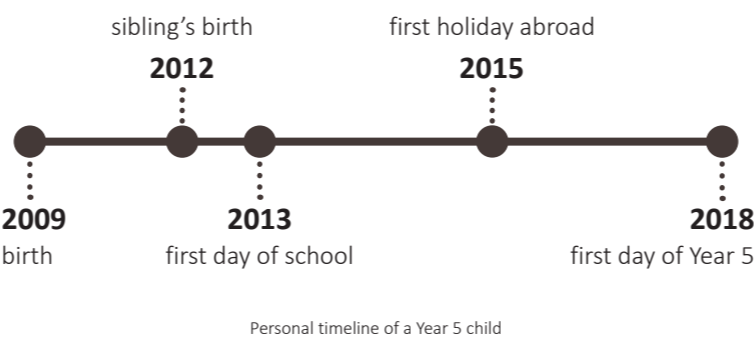 sibling’s birth
2012
first holiday abroad
2015
2009
birth
2013
first day of school
2018
first day of Year 5
Personal timeline of a Year 5 child